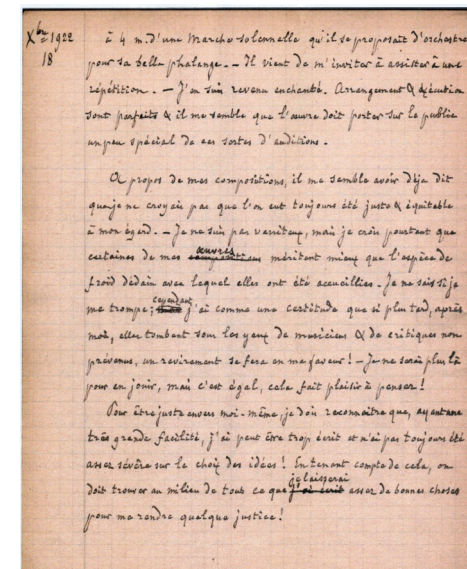 Xbre 1922
18
à 4 m. d'une Marche solennelle qu'il se proposait d'orchestrer
pour sa belle phalange. — Il vient de m'inviter à assister à une
répétition. — J'en suis revenu enchanté. Arrangement & exécution
sont parfaits & il me semble que l'œuvre doit porter sur le public
un peu spécial de ces sortes d'auditions.
A propos de mes compositions, il me semble avoir déja dit
que je ne croyais pas que l'on eut toujours été juste & équitable
à mon égard. — Je ne suis pas vaniteux, mais je crois pourtant que
certaines de mes compositions œuvres méritent mieux que l'espèce de
froid dédain avec lequel elles ont été accueillies. Je ne sais si je
me trompe; cependant j'ai comme une certitude que si plus tard, après
moi, elles tombent sous les yeux de musiciens & de critiques non
prévenus, un revirement se fera en ma faveur! — Je ne serai plus là
pour en jouir, mais c'est égal, cela fait plaisir à penser!
Pour être juste envers moi-même, je dois reconnaitre que, ayant une
très grande facilité, j'ai peut être trop écrit et n'ai pas toujours été
assez sévère sur le choix des idées! En tenant compte de cela, on
doit trouver au milieu de tout ce que j'ai écrit je laisserai assez de bonnes choses
pour me rendre quelque justice!